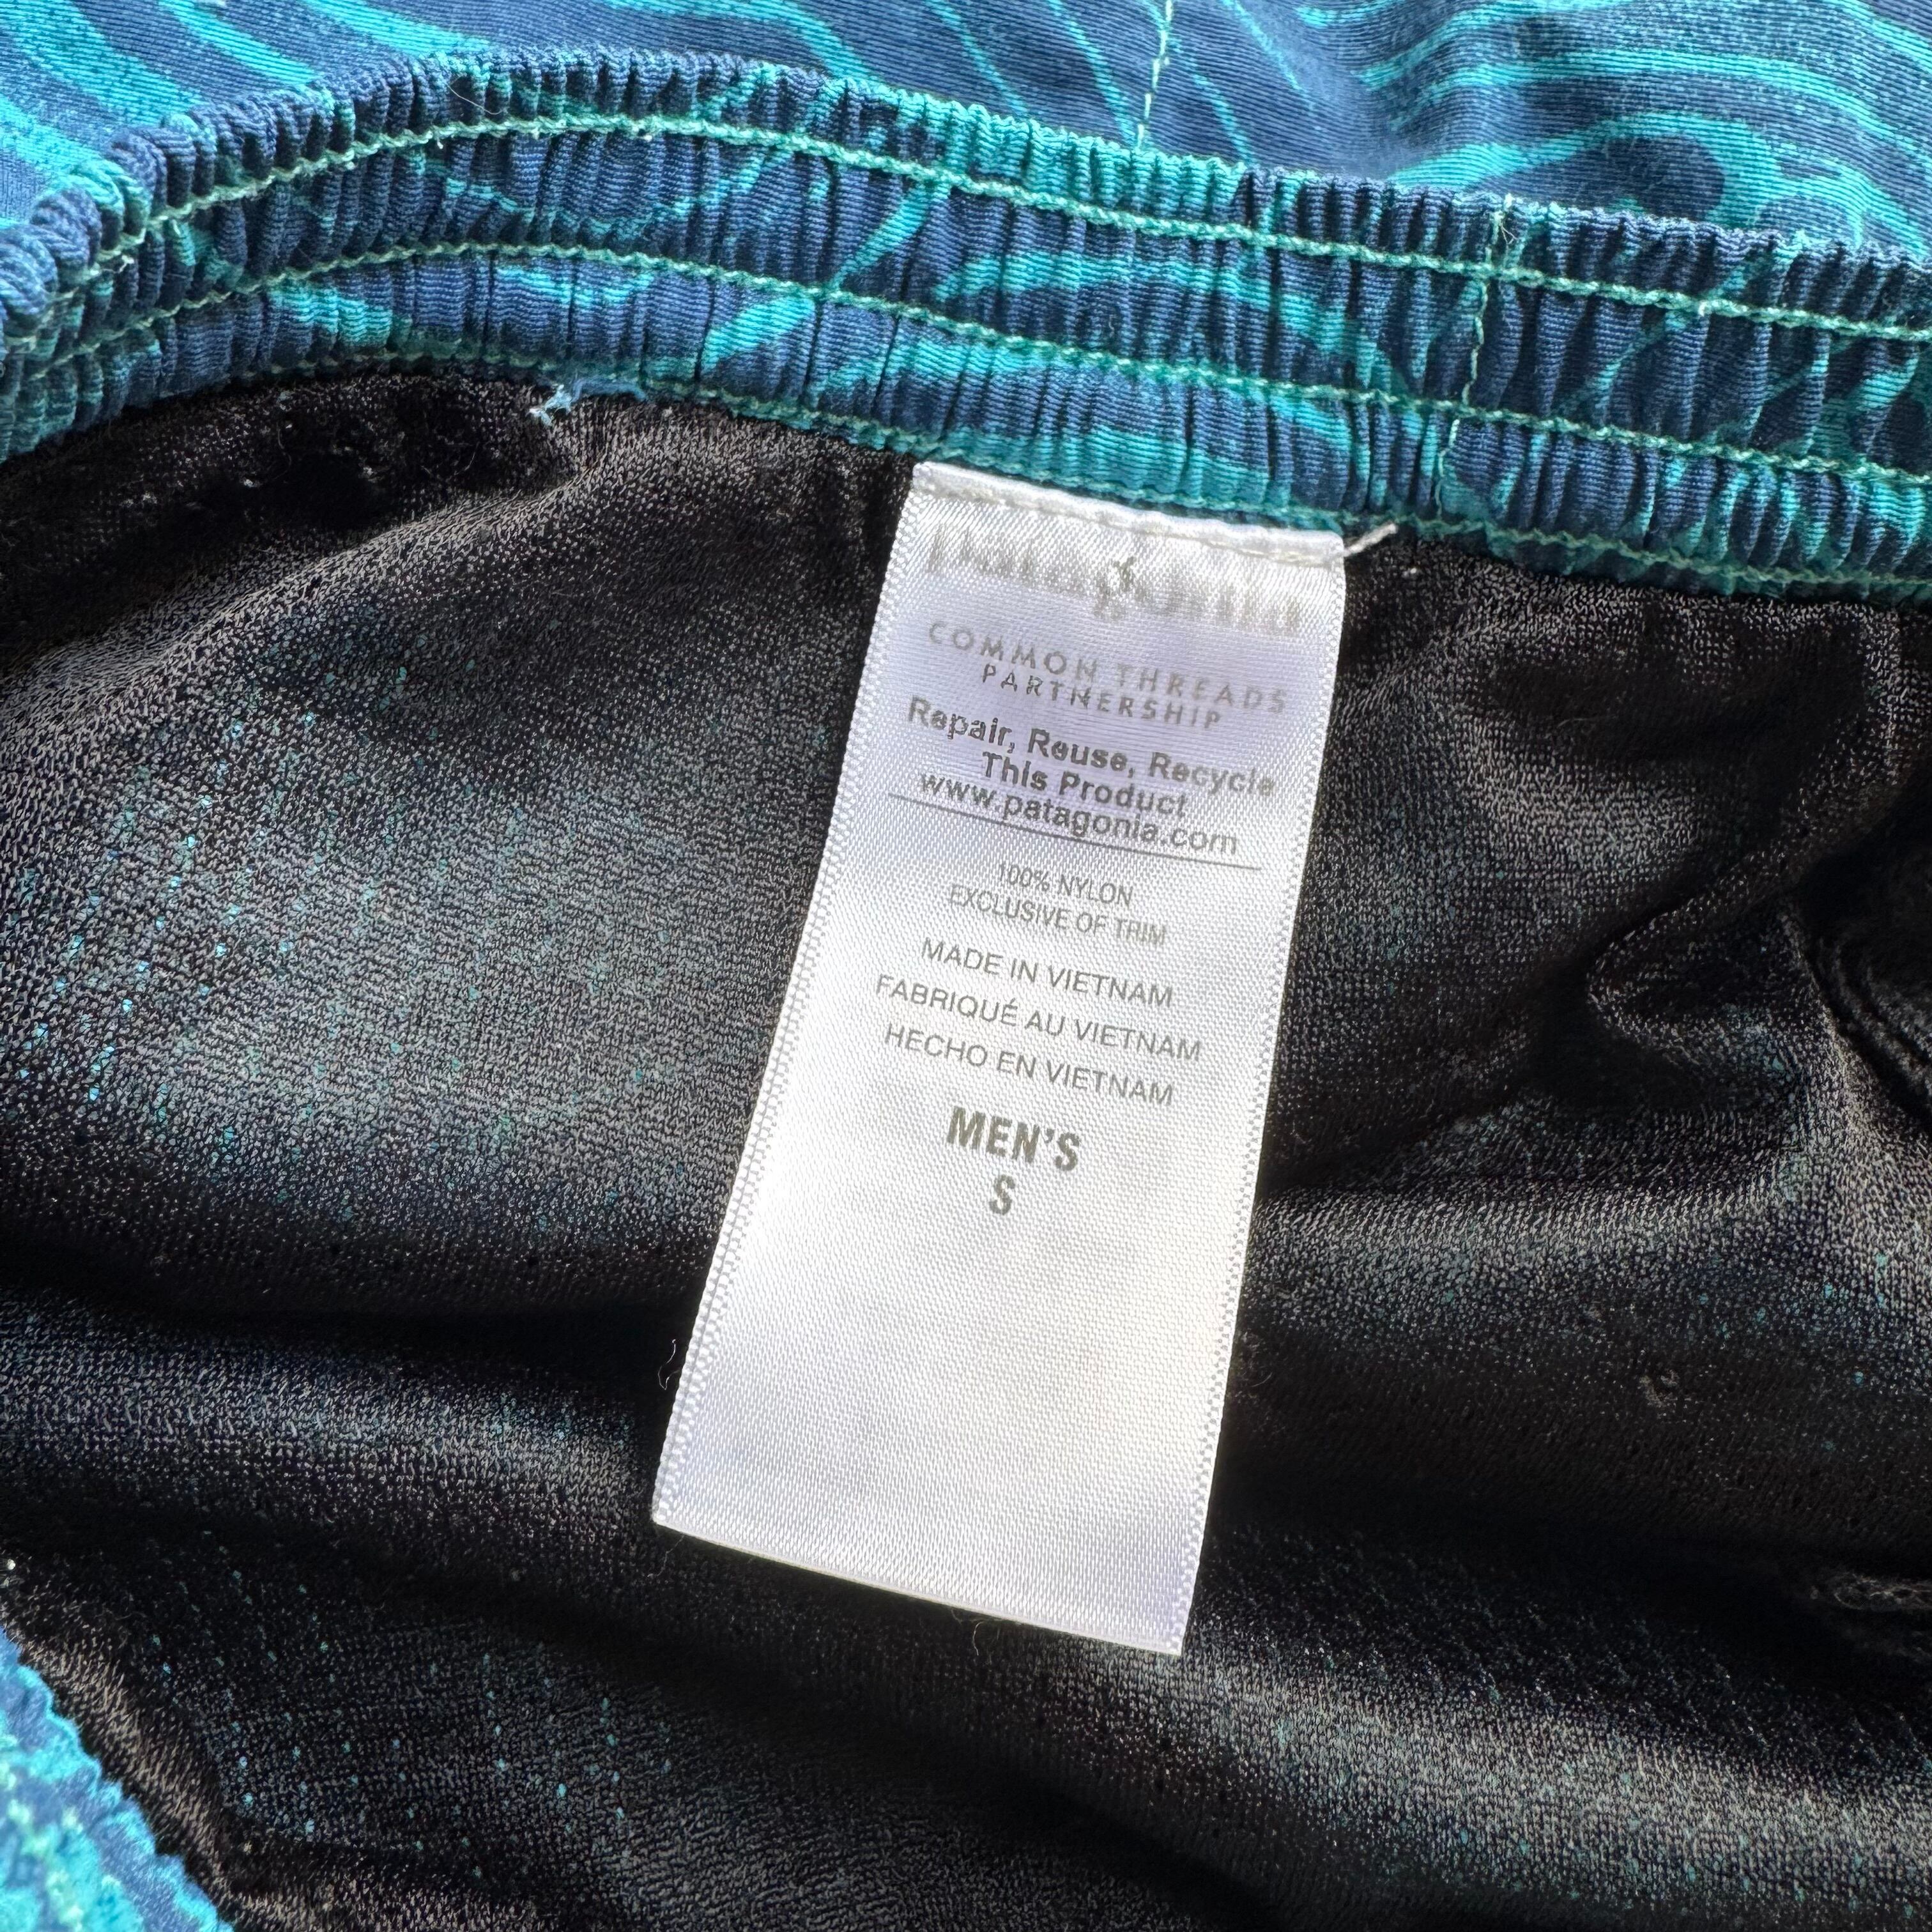 patagonia
COMMON THREADS
PARTNERSHIP
Repair, Reuse, Recycle
This Product
www.patagonia.com
100% NYLON
EXCLUSIVE OF TRIM
MADE IN VIETNAM
FABRIQUÉ AU VIETNAM
HECHO EN VIETNAM
MEN'S
S